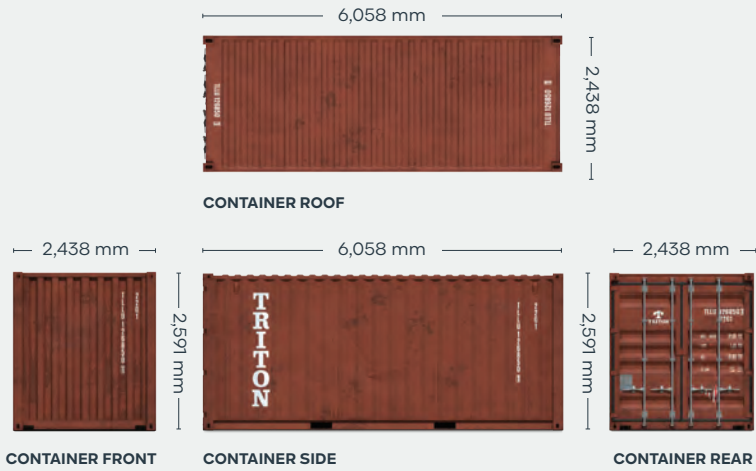 6,058 mm
2,438 mm
CONTAINER ROOF
2,438 mm
6,058 mm
2,438 mm
2,591 mm
TRITON
2,591 mm
CONTAINER FRONT
CONTAINER SIDE
CONTAINER REAR